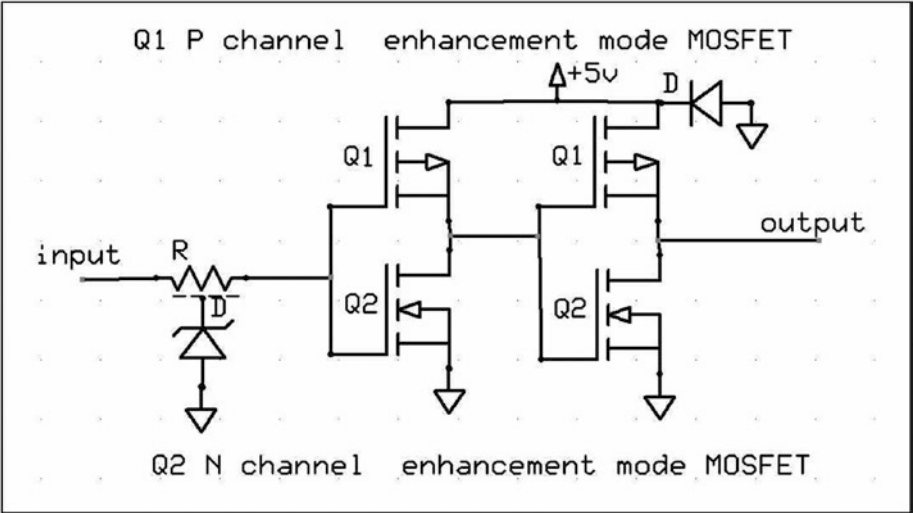 Q1 P channel enhancement mode MOSFET
+5v
D
Q1
Q1
output
input
R
D
Q2
Q2
Q2 N channel enhancement mode MOSFET